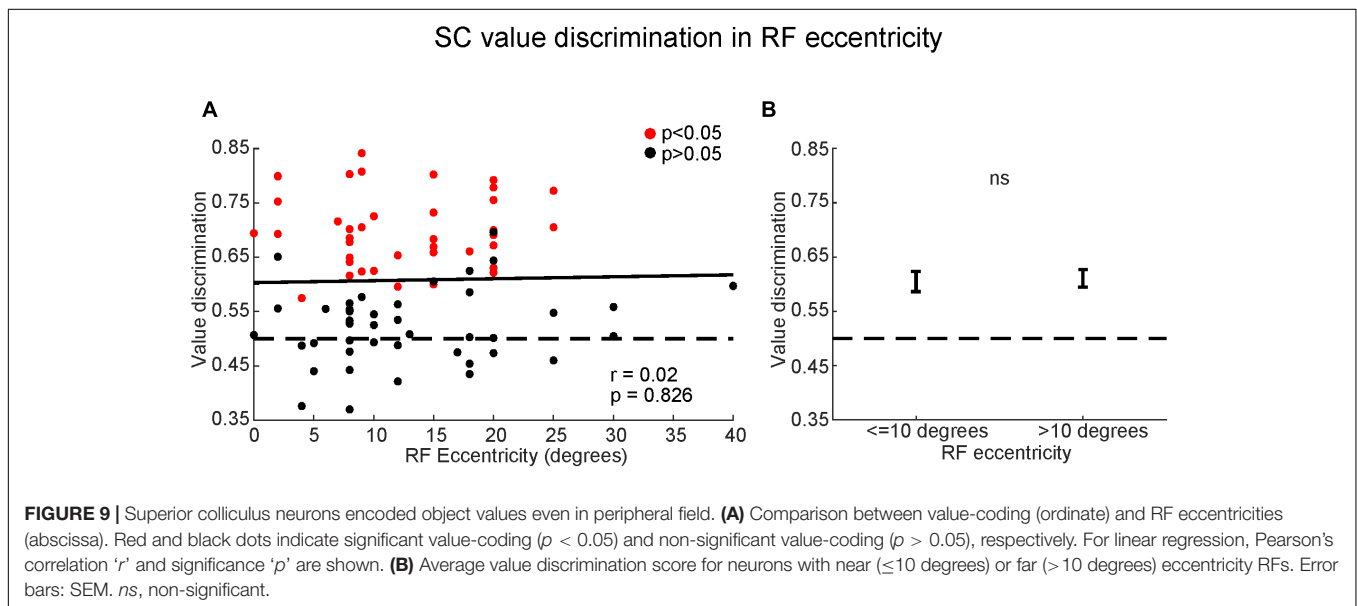 SC value discrimination in RF eccentricity
A
p<0.05
p>0.05
0.85
0.75
0.65
0.55
0.45
0.35
Value discrimination
r = 0.02
p = 0.826
0 5 10 15 20 25 30 35 40
RF Eccentricity (degrees)
B
ns
0.85
0.75
0.65
0.55
0.45
0.35
Value discrimination
<=10 degrees >10 degrees
RF eccentricity
FIGURE 9 | Superior colliculus neurons encoded object values even in peripheral field. (A) Comparison between value-coding (ordinate) and RF eccentricities
(abscissa). Red and black dots indicate significant value-coding (p < 0.05) and non-significant value-coding (p > 0.05), respectively. For linear regression, Pearson's
correlation 'r' and significance 'p' are shown. (B) Average value discrimination score for neurons with near (≤10 degrees) or far (>10 degrees) eccentricity RFs. Error
bars: SEM. ns, non-significant.